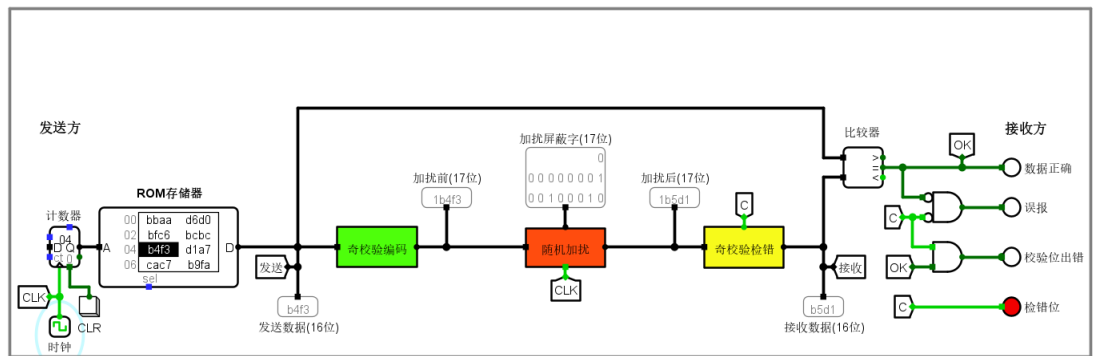 发送方
计数器
04
D Q
ct 0
CLK
时钟
CLR
ROM存储器
A
00 bbaa d6d0
02 bfc6 bcbc
04 b4f3 d1a7
06 cac7 b9fa
sel
D
发送
b4f3
发送数据(16位)
奇校验编码
加扰前(17位)
1b4f3
加扰屏蔽字(17位)
0
0 0 0 0 0 0 0 1
0 0 1 0 0 0 1 0
随机加扰
CLK
加扰后(17位)
1b5d1
C
奇校验检错
接收
b5d1
接收数据(16位)
比较器
>
=
<
OK
接收方
数据正确
C
误报
OK
校验位出错
C
检错位